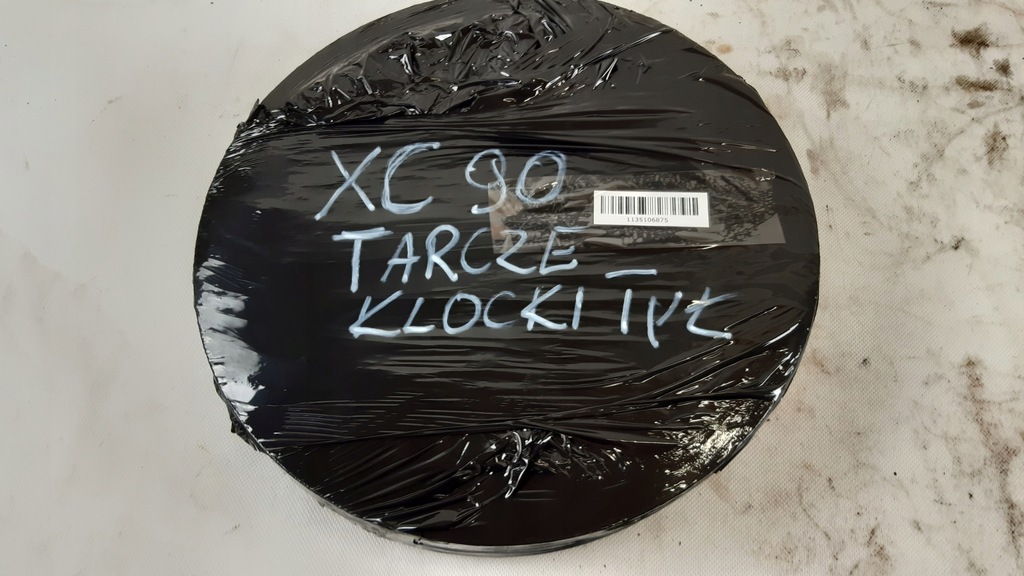 XC 90
1135106875
TARCZE
KLOCKI TYŁ